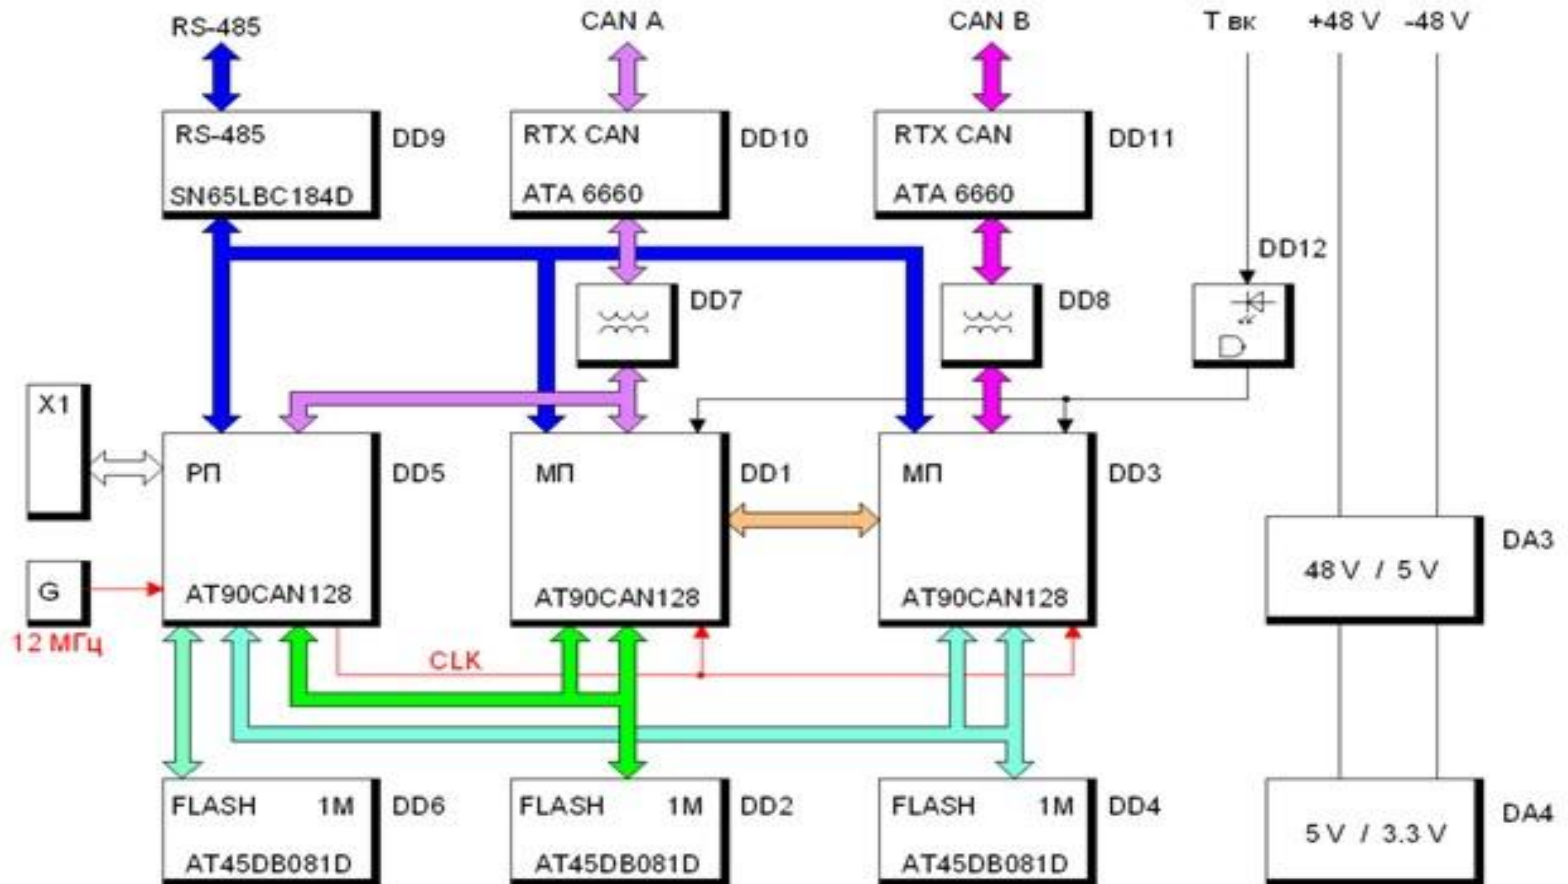 RS-485
CAN A
CAN B
Т вк
+48 V
-48 V
RS-485
SN65LBC184D
DD9
RTX CAN
ATA 6660
DD10
RTX CAN
ATA 6660
DD11
DD12
DD7
DD8
X1
РП
AT90CAN128
DD5
МП
AT90CAN128
DD1
МП
AT90CAN128
DD3
48 V / 5 V
DA3
G
12 МГц
CLK
FLASH 1M
AT45DB081D
DD6
FLASH 1M
AT45DB081D
DD2
FLASH 1M
AT45DB081D
DD4
5 V / 3.3 V
DA4